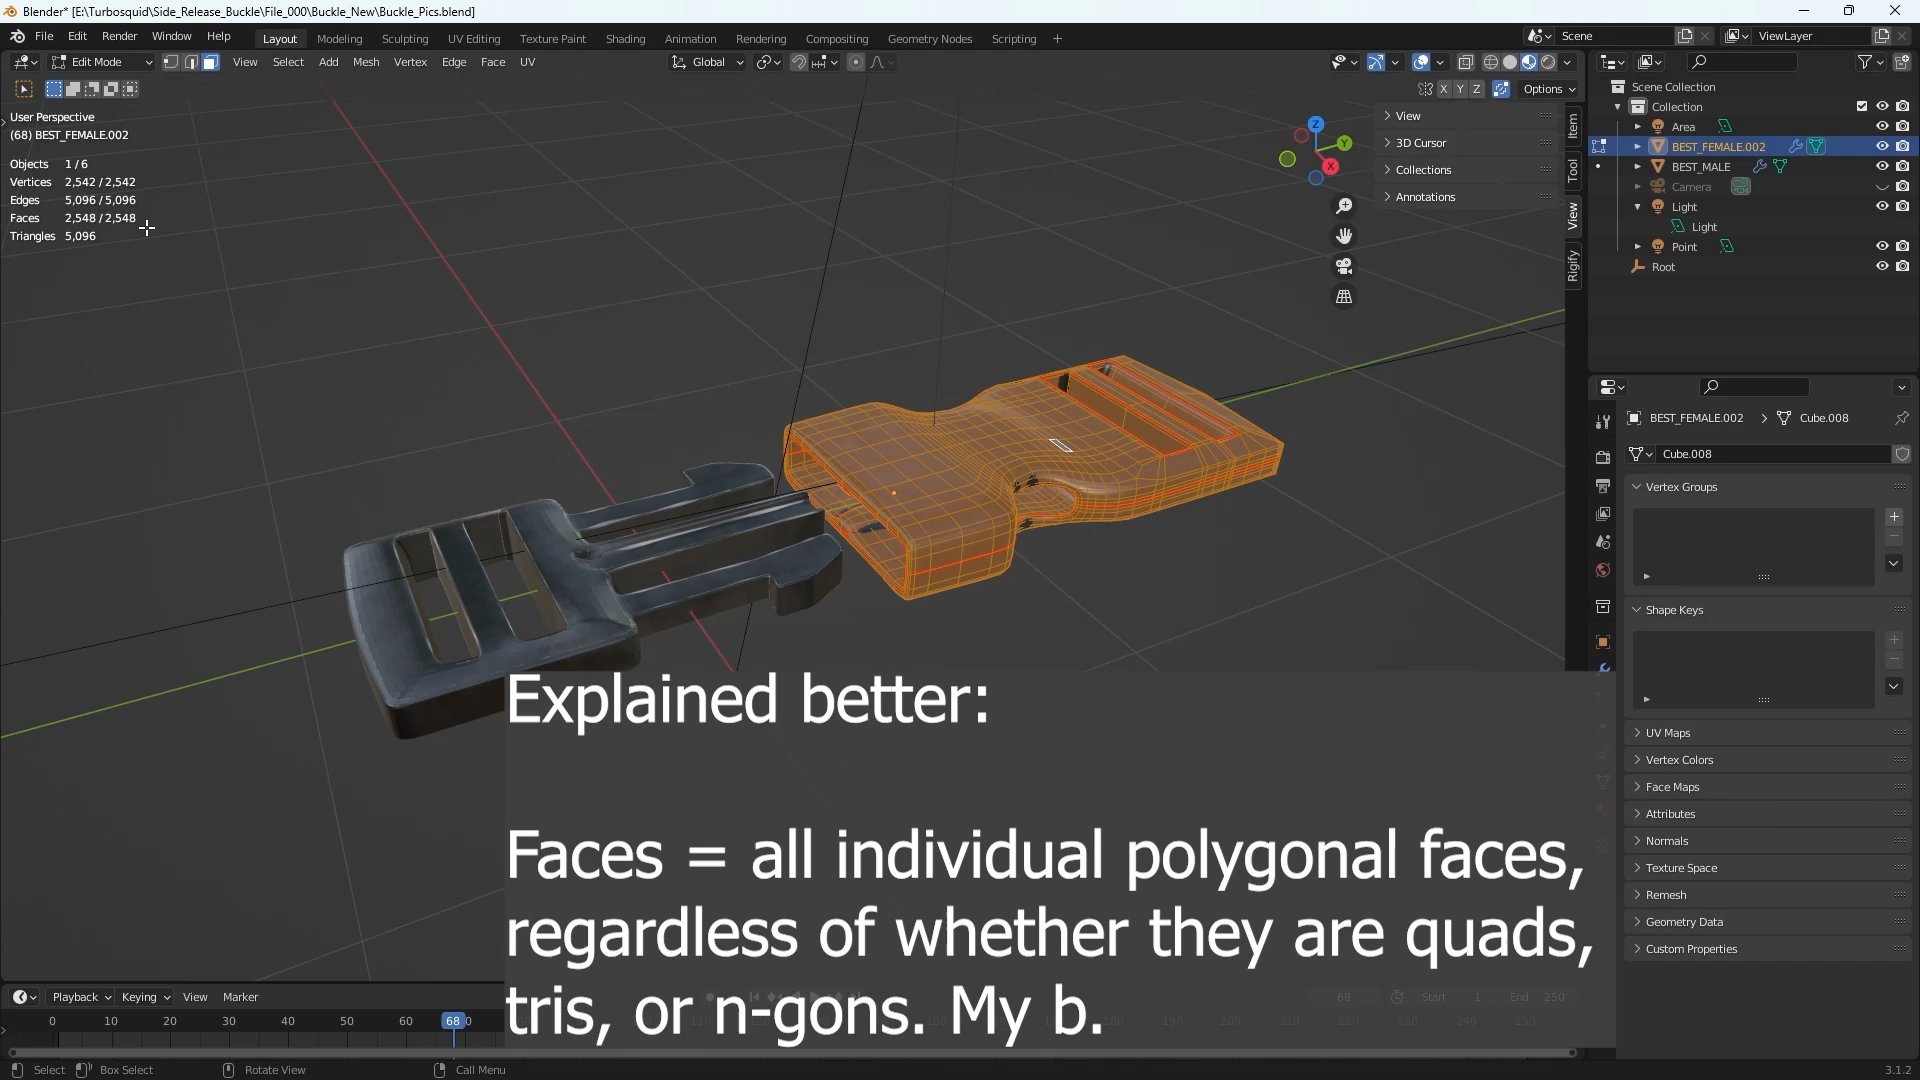 Blender* [E:\Turbosquid\Side_Release_Buckle\File_000\Buckle_New\Buckle_Pics.blend]
File Edit Render Window Help Layout Modeling Sculpting UV Editing Texture Paint Shading Animation Rendering Compositing Geometry Nodes Scripting + Scene ViewLayer
Edit Mode View Select Add Mesh Vertex Edge Face UV Global
X Y Z Options
User Perspective
(68) BEST_FEMALE.002
Objects 1 / 6
Vertices 2,542 / 2,542
Edges 5,096 / 5,096
Faces 2,548 / 2,548
Triangles 5,096
Z
Y
X
View
3D Cursor
Collections
Annotations
Item
Tool
View
Rigify
Scene Collection
Collection
Area
BEST_FEMALE.002
BEST_MALE
Camera
Light
Light
Point
Root
BEST_FEMALE.002 > Cube.008
Cube.008
Vertex Groups
Shape Keys
UV Maps
Vertex Colors
Face Maps
Attributes
Normals
Texture Space
Remesh
Geometry Data
Custom Properties
Explained better:
Faces = all individual polygonal faces,
regardless of whether they are quads,
tris, or n-gons. My b.
Playback Keying View Marker 68 Start 1 End 250
0 10 20 30 40 50 60 68
Select Box Select Rotate View Call Menu 3.1.2